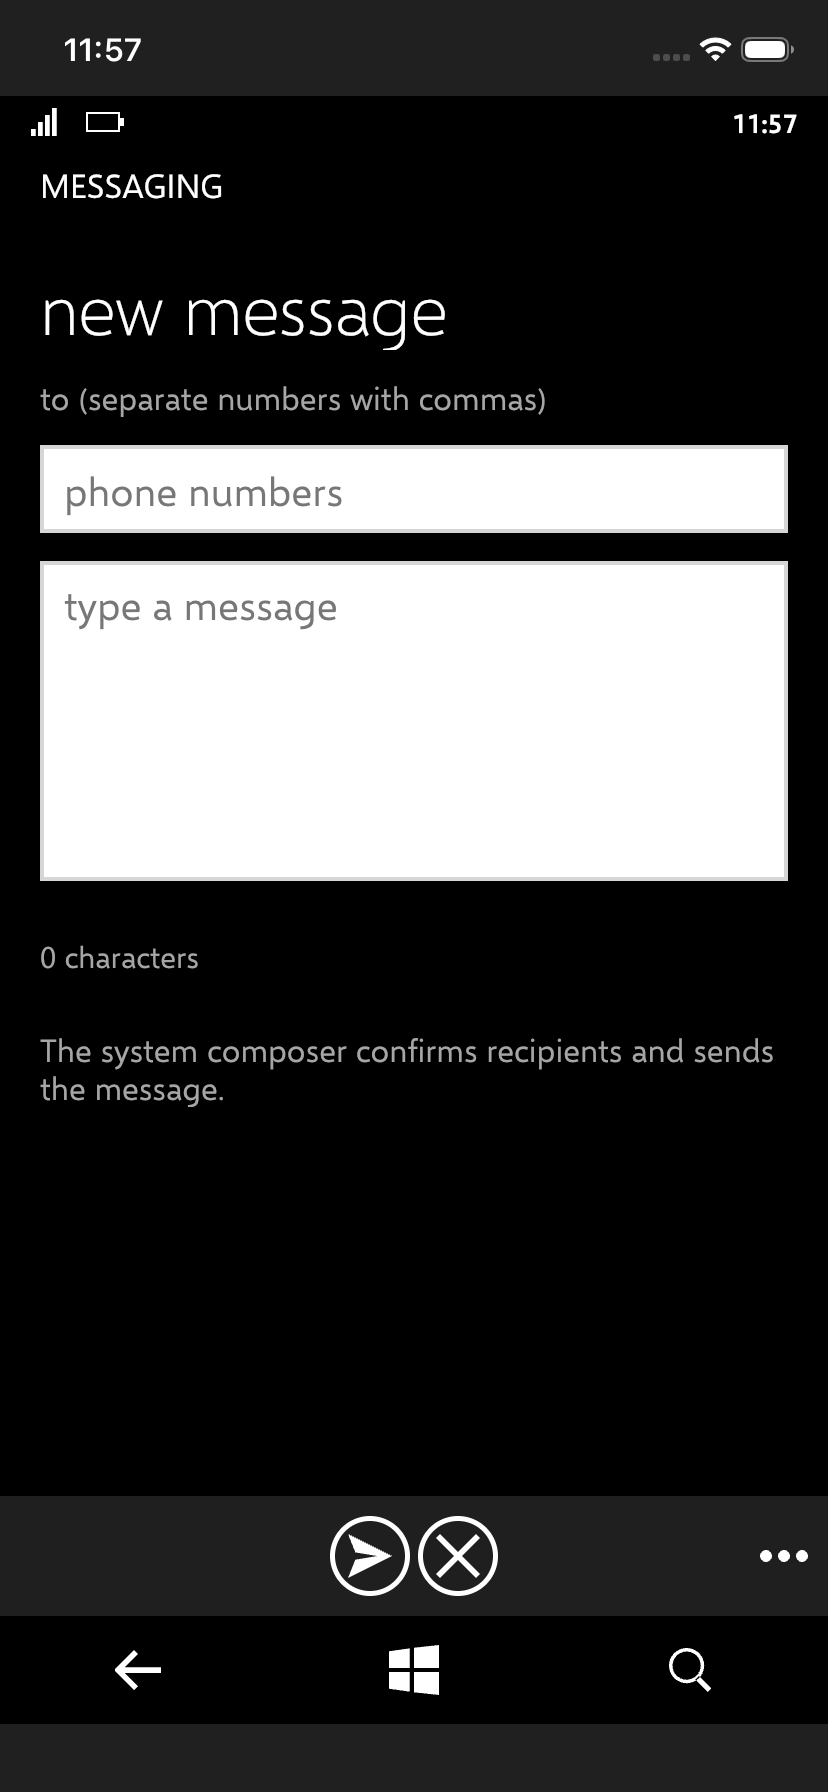 11:57
11:57
MESSAGING
new message
to (separate numbers with commas)
phone numbers
type a message
0 characters
The system composer confirms recipients and sends
the message.